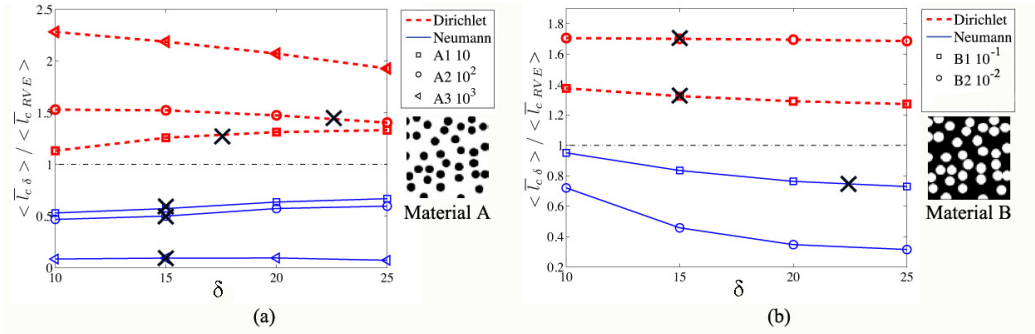 (a)
(b)
2.5
2
1.5
1
0.5
0
10
15
20
25
δ
< l̅c δ > / < l̅c RVE >
Dirichlet
Neumann
A1 10
A2 10²
A3 10³
Material A
(a)
1.8
1.6
1.4
1.2
1
0.8
0.6
0.4
0.2
10
15
20
25
δ
< l̅c δ > / < l̅c RVE >
Dirichlet
Neumann
B1 10⁻¹
B2 10⁻²
Material B
(b)